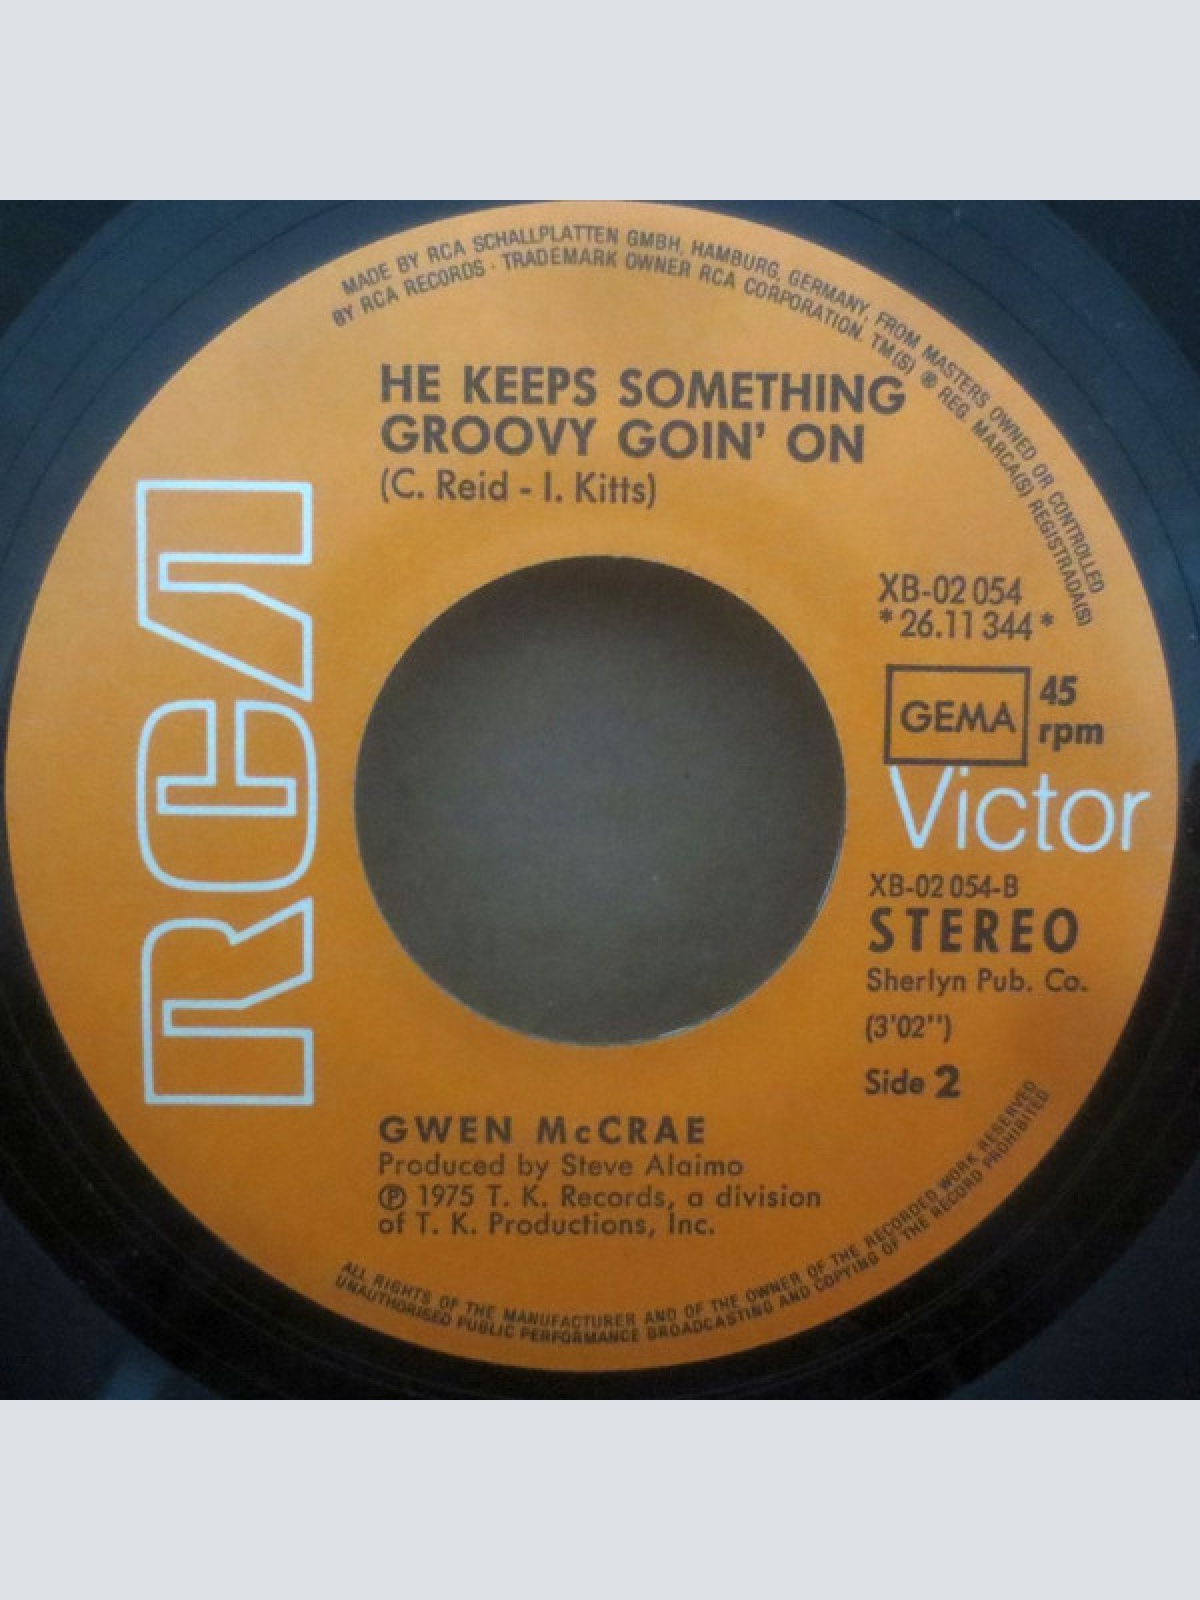 MADE BY RCA SCHALLPLATTEN GMBH, HAMBURG, GERMANY, FROM MASTERS OWNED OR CONTROLLED
BY RCA RECORDS · TRADEMARK OWNER RCA CORPORATION. TM(S) ® REG. MARCA(S) REGISTRADA(S)
HE KEEPS SOMETHING
GROOVY GOIN' ON
(C. Reid - I. Kitts)
RCA
XB-02 054
*26.11 344*
GEMA
45
rpm
Victor
XB-02 054-B
STEREO
Sherlyn Pub. Co.
(3'02'')
Side 2
GWEN McCRAE
Produced by Steve Alaimo
℗ 1975 T. K. Records, a division
of T. K. Productions, Inc.
ALL RIGHTS OF THE MANUFACTURER AND OF THE OWNER OF THE RECORDED WORK RESERVED
UNAUTHORISED PUBLIC PERFORMANCE BROADCASTING AND COPYING OF THE RECORD PROHIBITED